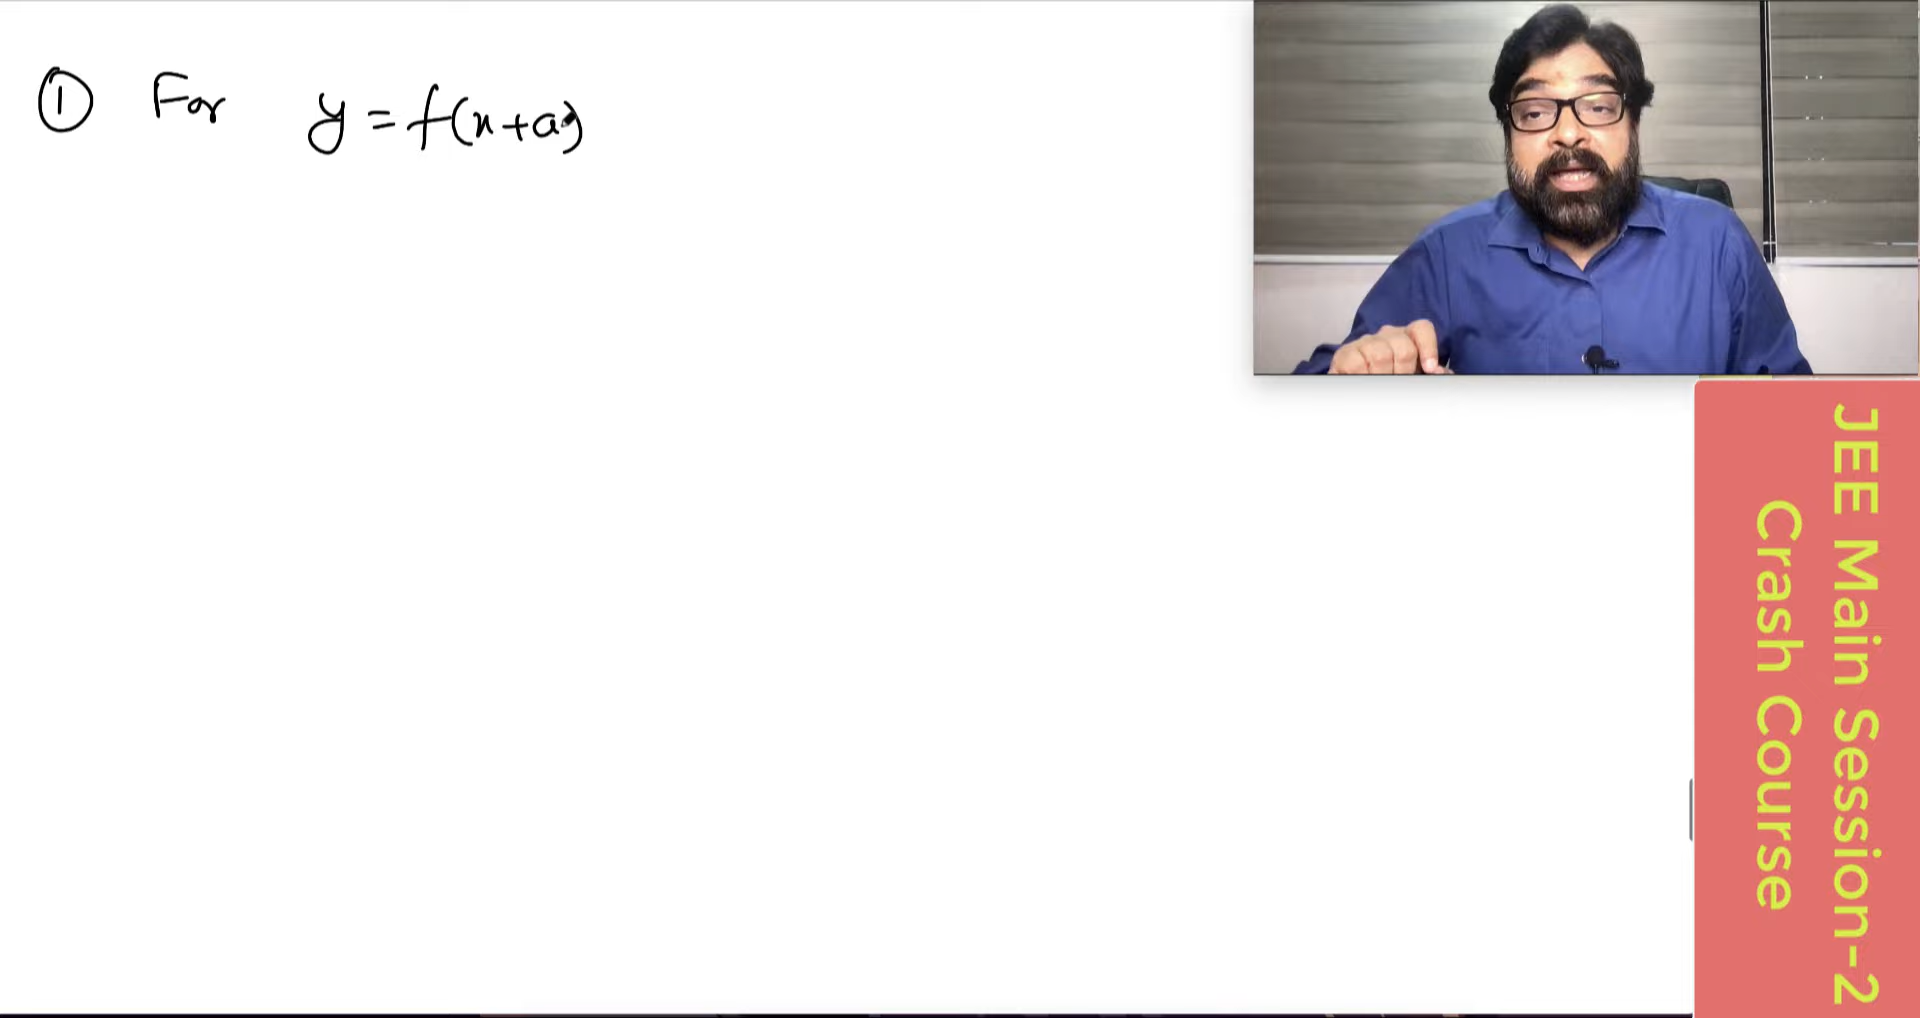 ① For y = f(x+a)
JEE Main Session-2
Crash Course